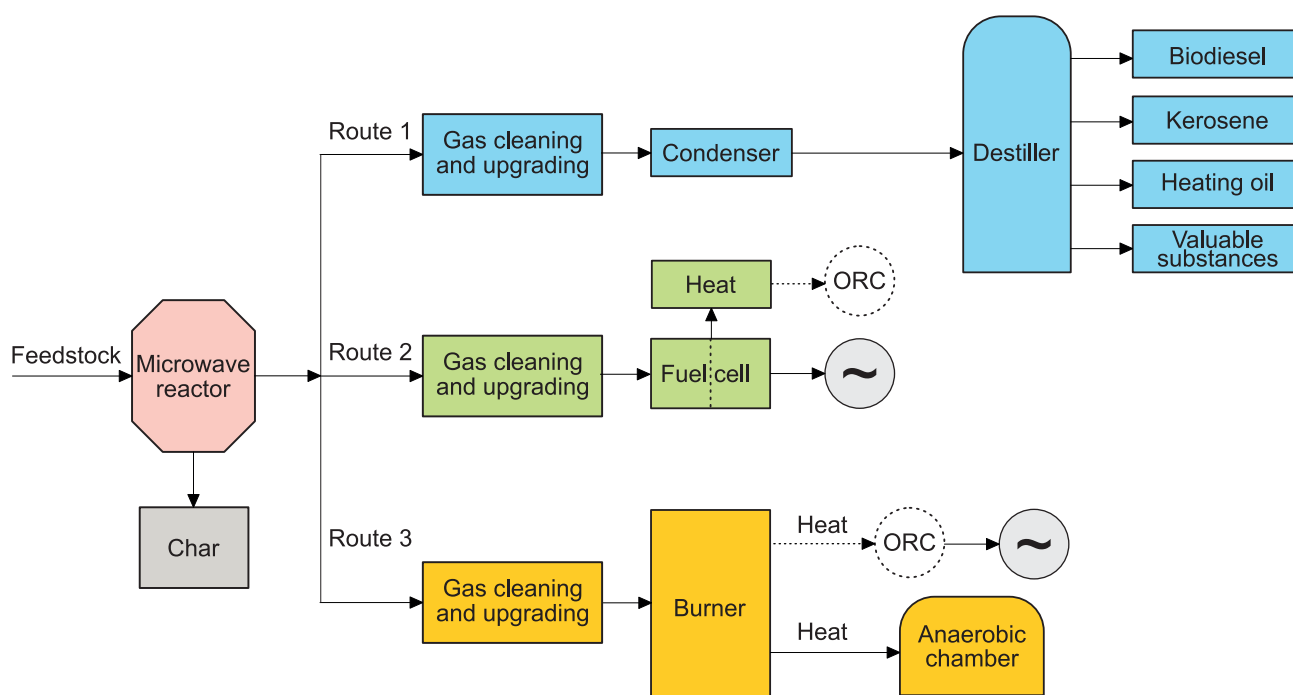 Biodiesel
Route 1
Gas cleaning
and upgrading
Condenser
Destiller
Kerosene
Heating oil
Valuable
substances
Heat
ORC
Feedstock
Microwave
reactor
Route 2
Gas cleaning
and upgrading
Fuel cell
~
Char
Route 3
Gas cleaning
and upgrading
Burner
Heat
ORC
~
Heat
Anaerobic
chamber